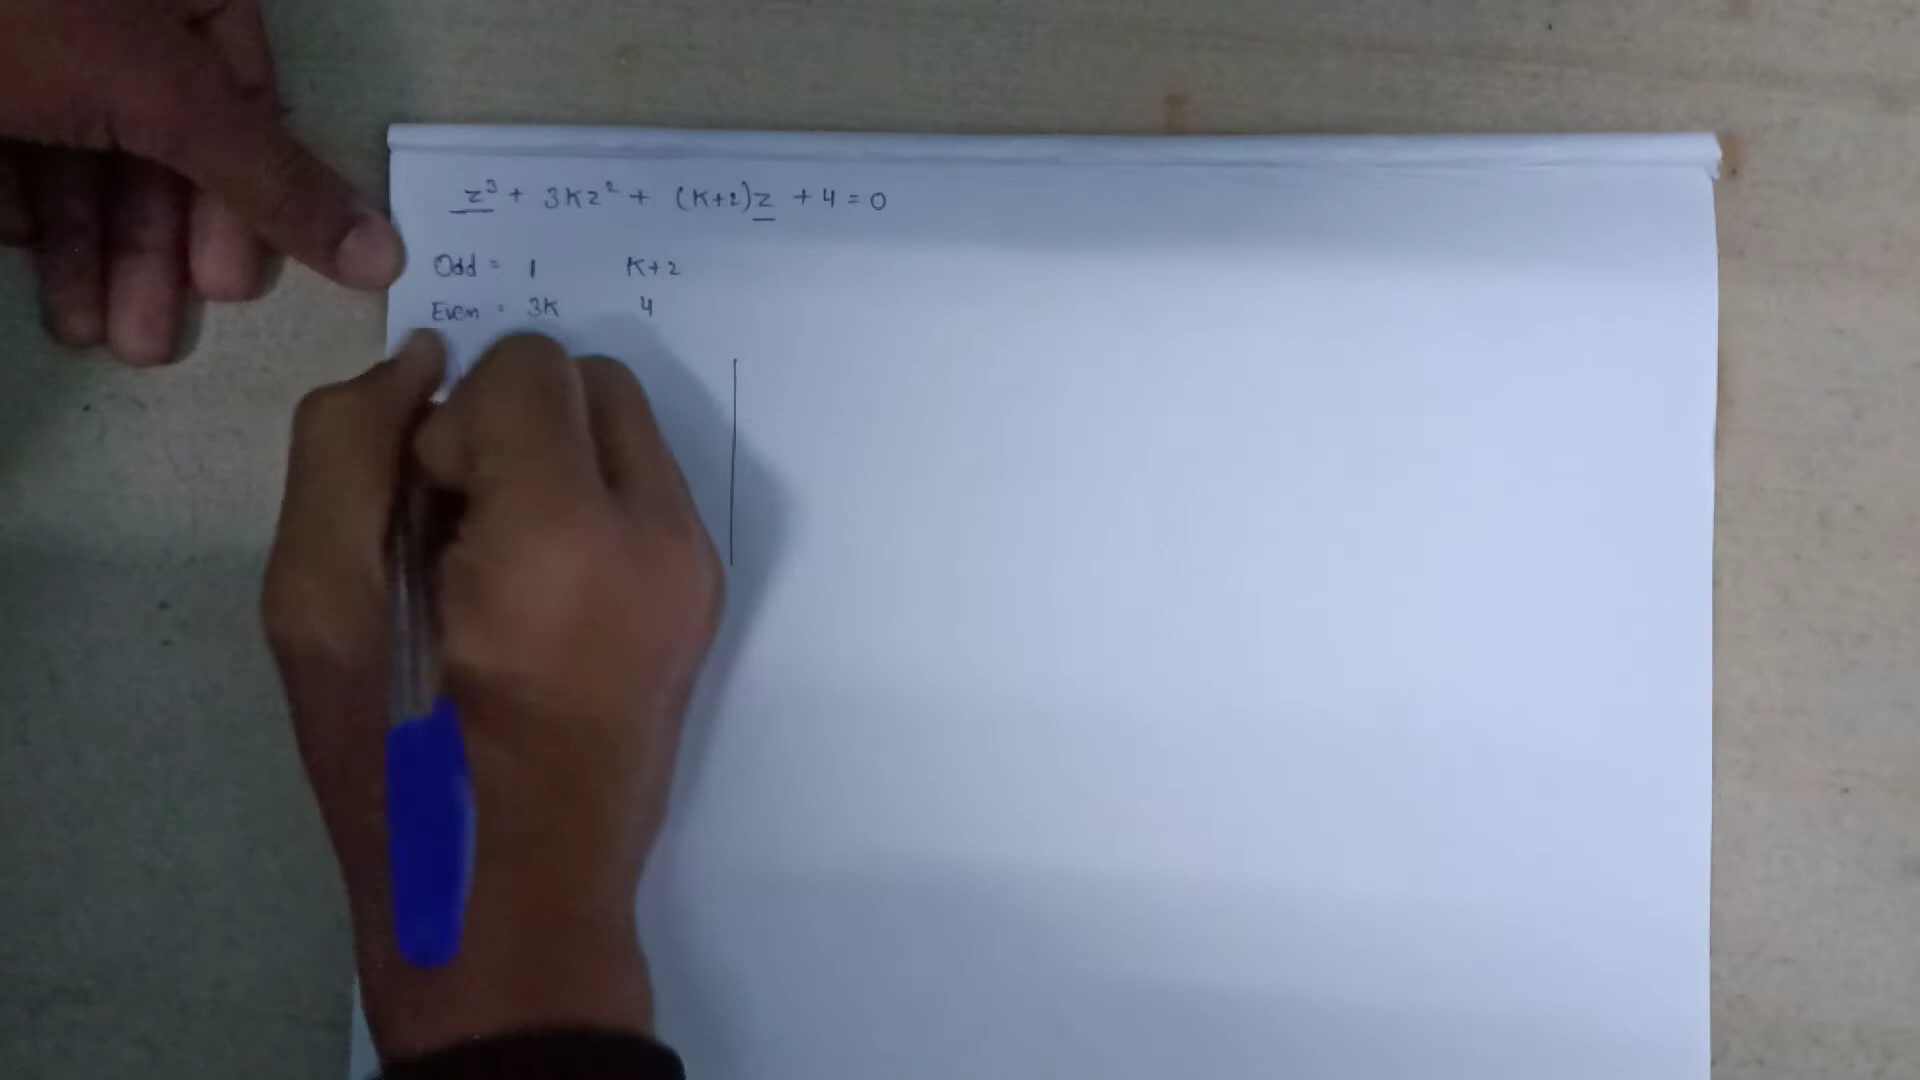 z³ + 3Kz² + (K+2)z + 4 = 0
Odd = 1 K+2
Even = 3K 4